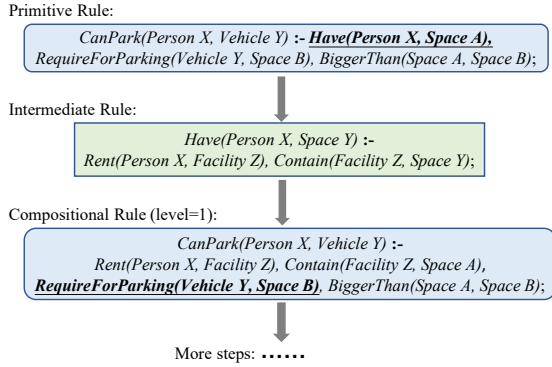 Primitive Rule:
CanPark(Person X, Vehicle Y) :- Have(Person X, Space A),
RequireForParking(Vehicle Y, Space B), BiggerThan(Space A, Space B);
Intermediate Rule:
Have(Person X, Space Y) :-
Rent(Person X, Facility Z), Contain(Facility Z, Space Y);
Compositional Rule (level=1):
CanPark(Person X, Vehicle Y) :-
Rent(Person X, Facility Z), Contain(Facility Z, Space A),
RequireForParking(Vehicle Y, Space B), BiggerThan(Space A, Space B);
More steps: ......